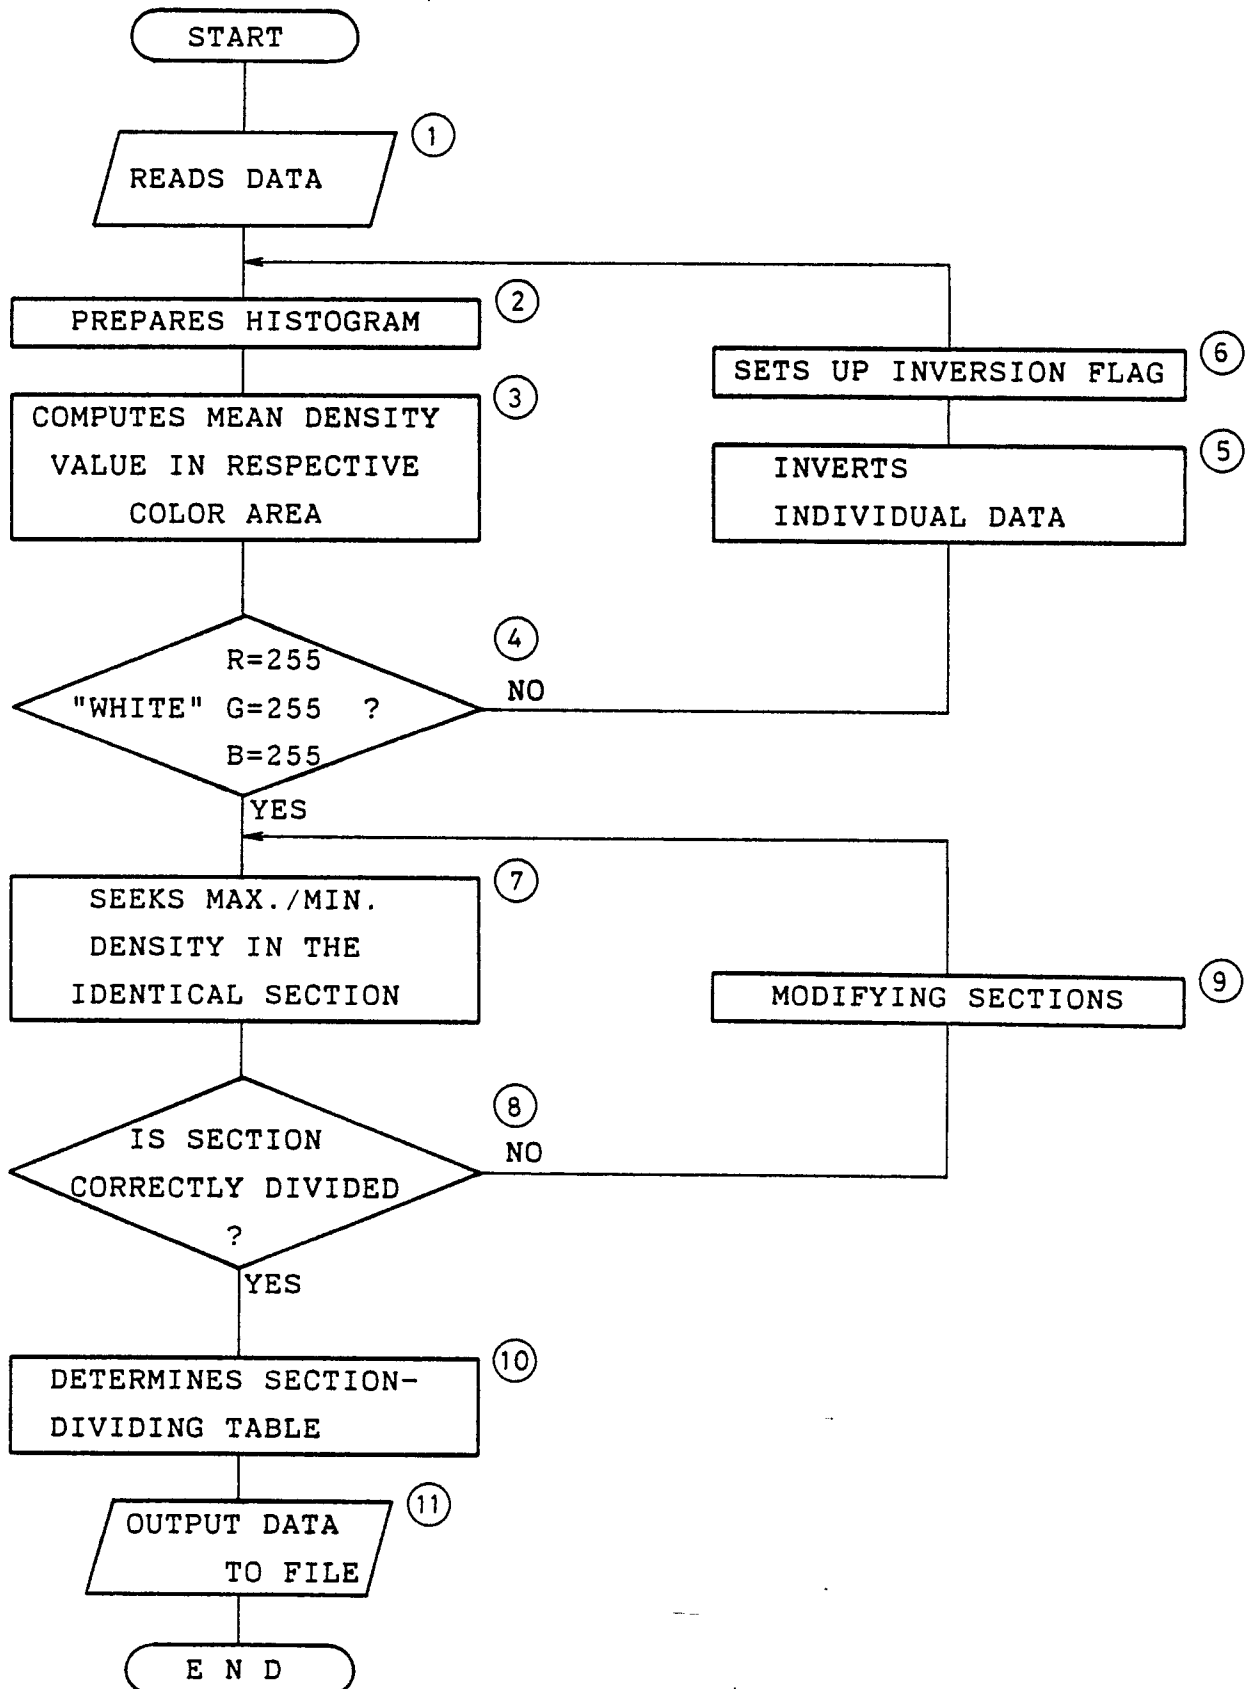 START
1
READS DATA
2
PREPARES HISTOGRAM
3
COMPUTES MEAN DENSITY
VALUE IN RESPECTIVE
COLOR AREA
6
SETS UP INVERSION FLAG
5
INVERTS
INDIVIDUAL DATA
4
R=255
"WHITE" G=255 ?
B=255
NO
YES
7
SEEKS MAX./MIN.
DENSITY IN THE
IDENTICAL SECTION
9
MODIFYING SECTIONS
8
IS SECTION
CORRECTLY DIVIDED
?
NO
YES
10
DETERMINES SECTION-
DIVIDING TABLE
11
OUTPUT DATA
TO FILE
E N D